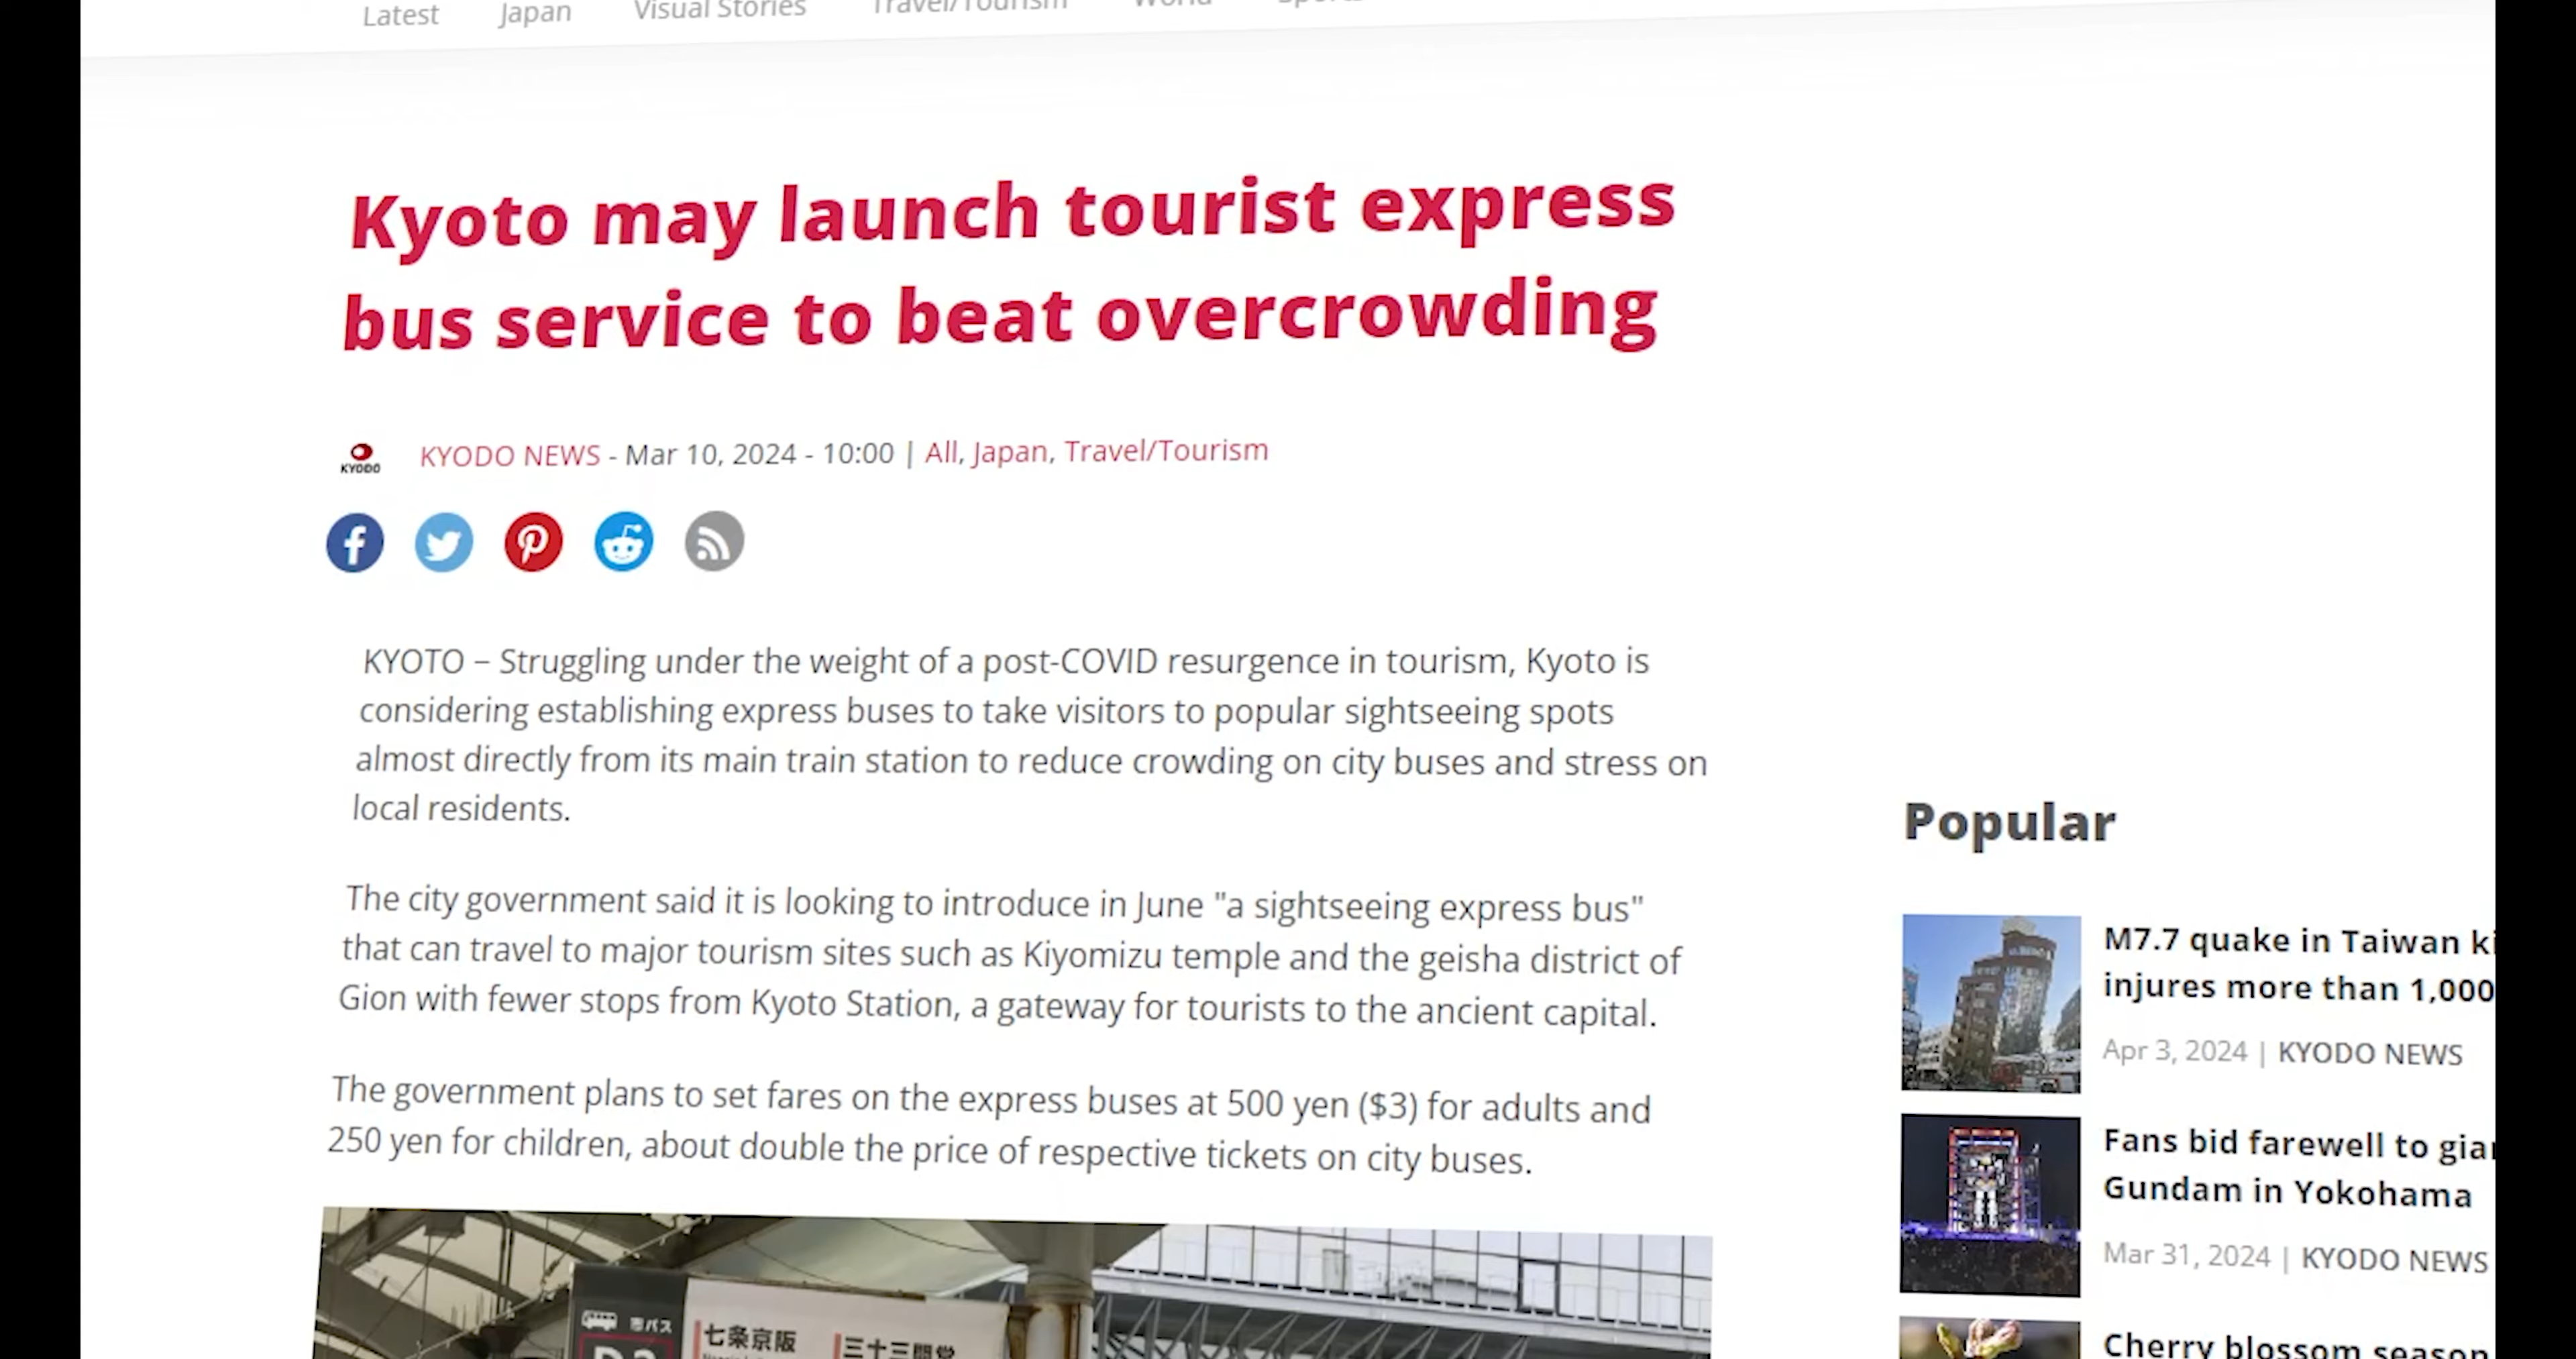 Latest Japan Visual Stories Travel/Tourism World Sports
Kyoto may launch tourist express
bus service to beat overcrowding
KYODO
KYODO NEWS - Mar 10, 2024 - 10:00 | All, Japan, Travel/Tourism
KYOTO – Struggling under the weight of a post-COVID resurgence in tourism, Kyoto is
considering establishing express buses to take visitors to popular sightseeing spots
almost directly from its main train station to reduce crowding on city buses and stress on
local residents.
The city government said it is looking to introduce in June "a sightseeing express bus"
that can travel to major tourism sites such as Kiyomizu temple and the geisha district of
Gion with fewer stops from Kyoto Station, a gateway for tourists to the ancient capital.
The government plans to set fares on the express buses at 500 yen ($3) for adults and
250 yen for children, about double the price of respective tickets on city buses.
市バス
七条京阪 三十三間堂
Popular
M7.7 quake in Taiwan ki
injures more than 1,000
Apr 3, 2024 | KYODO NEWS
Fans bid farewell to gia
Gundam in Yokohama
Mar 31, 2024 | KYODO NEWS
Cherry blossom season